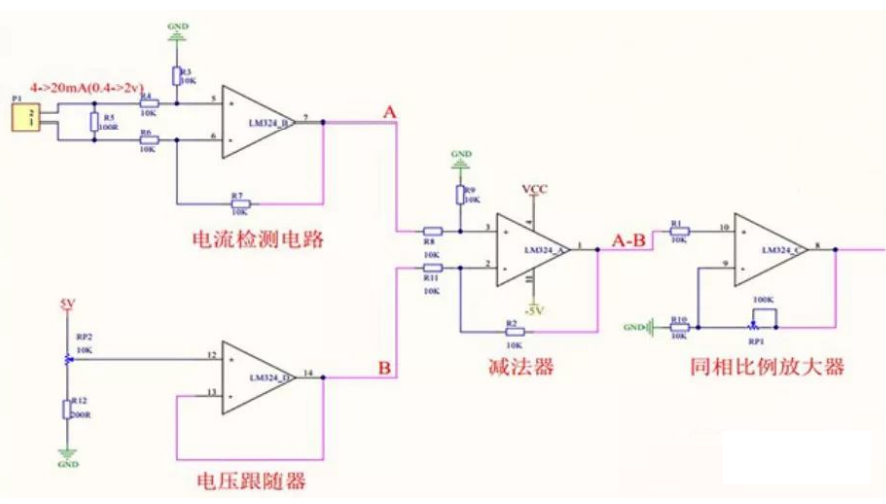 GND
R3
10K
4->20mA(0.4->2v)
P1
2
1
R5
100R
R4
10K
R6
10K
5
6
+
-
LM324_B
7
A
R7
10K
电流检测电路
GND
R9
10K
VCC
R8
10K
R11
10K
3
2
+
-
4
LM324_A
11
1
-5V
A-B
R2
10K
减法器
R1
10K
10
9
+
-
LM324_C
8
GND
R10
10K
100K
RP1
同相比例放大器
5V
RP2
10K
R12
200R
GND
12
13
+
-
LM324_D
14
B
电压跟随器